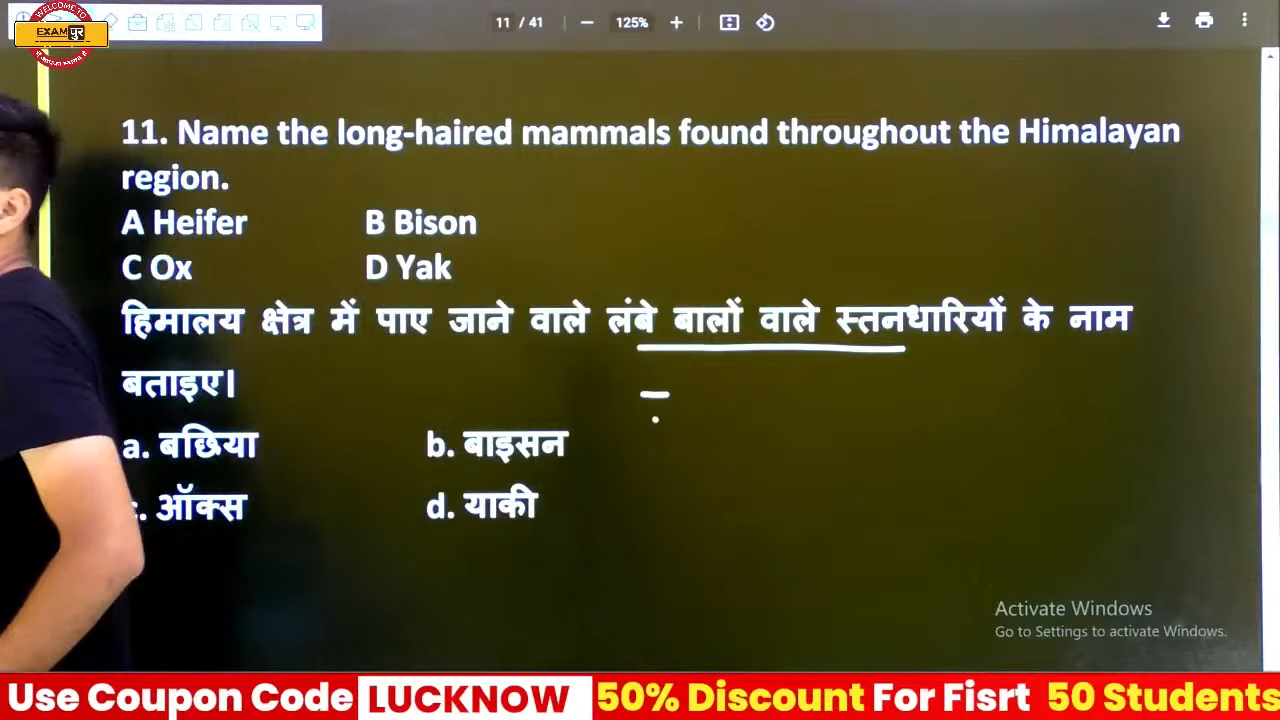 WELCOME TO
EXAMपुर
11 / 41
125%
11. Name the long-haired mammals found throughout the Himalayan
region.
A Heifer B Bison
C Ox D Yak
हिमालय क्षेत्र में पाए जाने वाले लंबे बालों वाले स्तनधारियों के नाम
बताइए।
a. बछिया b. बाइसन
c. ऑक्स d. याकी
Activate Windows
Go to Settings to activate Windows.
Use Coupon Code LUCKNOW 50% Discount For Fisrt 50 Students